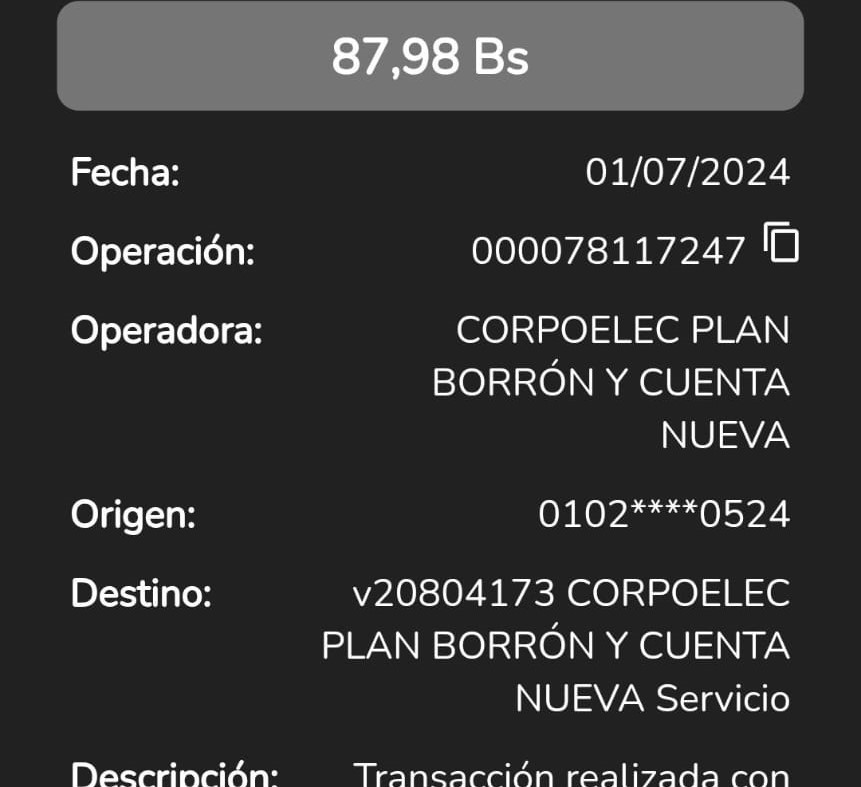 87,98 Bs
Fecha: 01/07/2024
Operación: 000078117247
Operadora: CORPOELEC PLAN
BORRÓN Y CUENTA
NUEVA
Origen: 0102****0524
Destino: v20804173 CORPOELEC
PLAN BORRÓN Y CUENTA
NUEVA Servicio
Descripción: Transacción realizada con